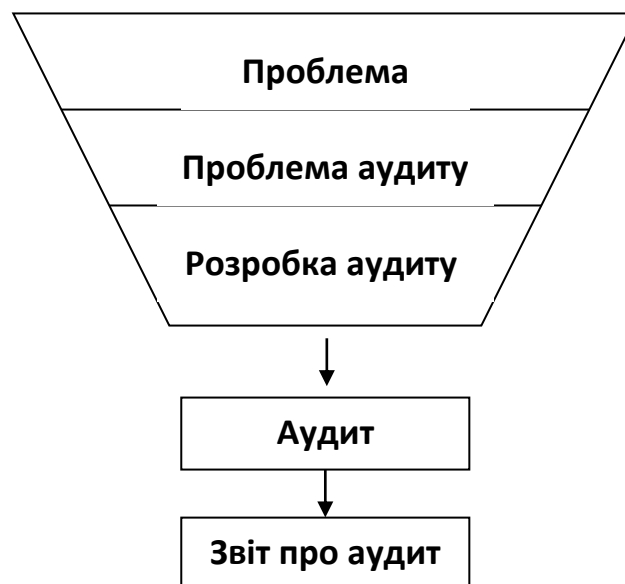 Проблема
Проблема аудиту
Розробка аудиту
Аудит
Звіт про аудит